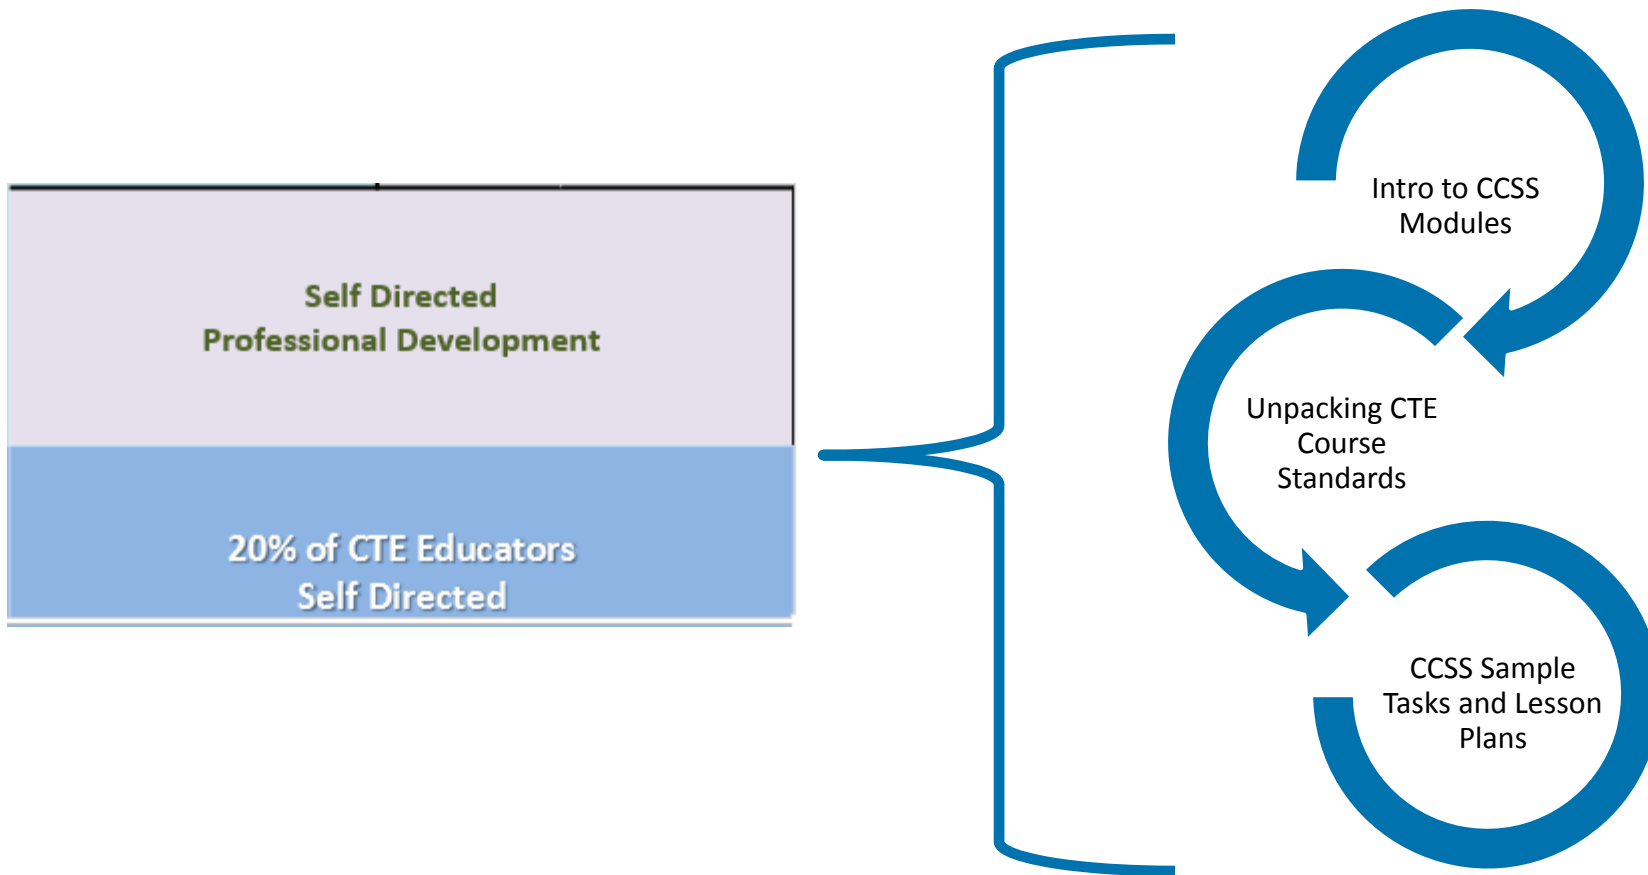 Self Directed
Professional Development
20% of CTE Educators
Self Directed
Intro to CCSS
Modules
Unpacking CTE
Course
Standards
CCSS Sample
Tasks and Lesson
Plans